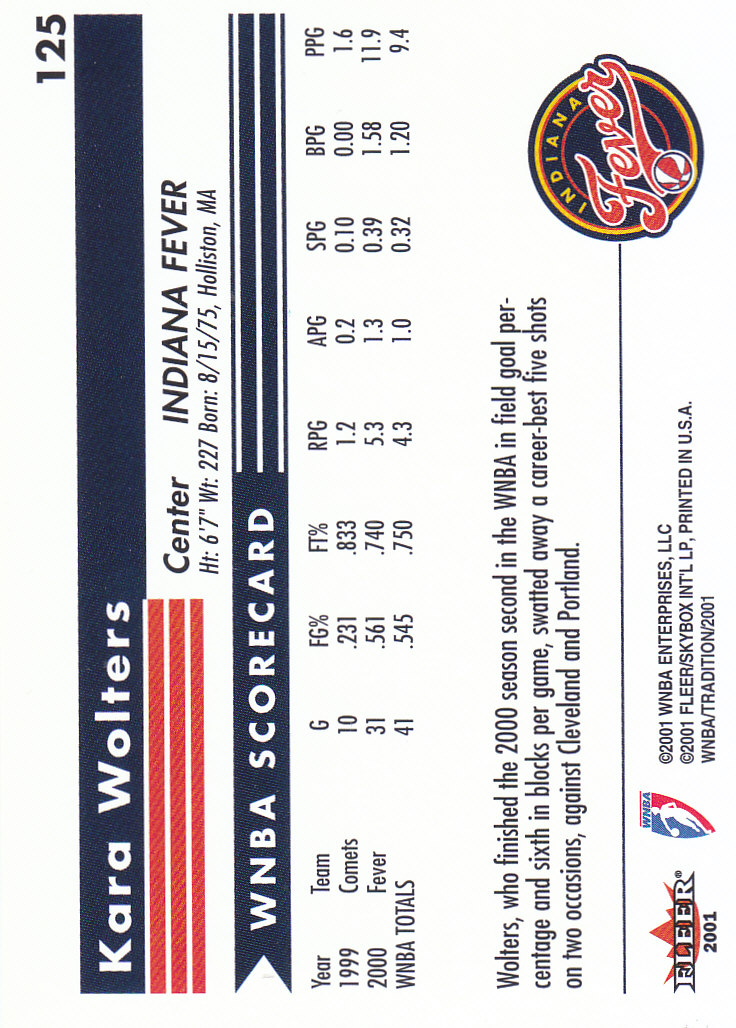 125
Kara Wolters
Center INDIANA FEVER
Ht: 6'7" Wt: 227 Born: 8/15/75, Holliston, MA
WNBA SCORECARD
Year Team G FG% FT% RPG APG SPG BPG PPG
1999 Comets 10 .231 .833 1.2 0.2 0.10 0.00 1.6
2000 Fever 31 .561 .740 5.3 1.3 0.39 1.58 11.9
WNBA TOTALS 41 .545 .750 4.3 1.0 0.32 1.20 9.4
Wolters, who finished the 2000 season second in the WNBA in field goal per-
centage and sixth in blocks per game, swatted away a career-best five shots
on two occasions, against Cleveland and Portland.
INDIANA
Fever
FLEER®
2001
WNBA
©2001 WNBA ENTERPRISES, LLC
©2001 FLEER/SKYBOX INT'L LP, PRINTED IN U.S.A.
WNBA/TRADITION/2001